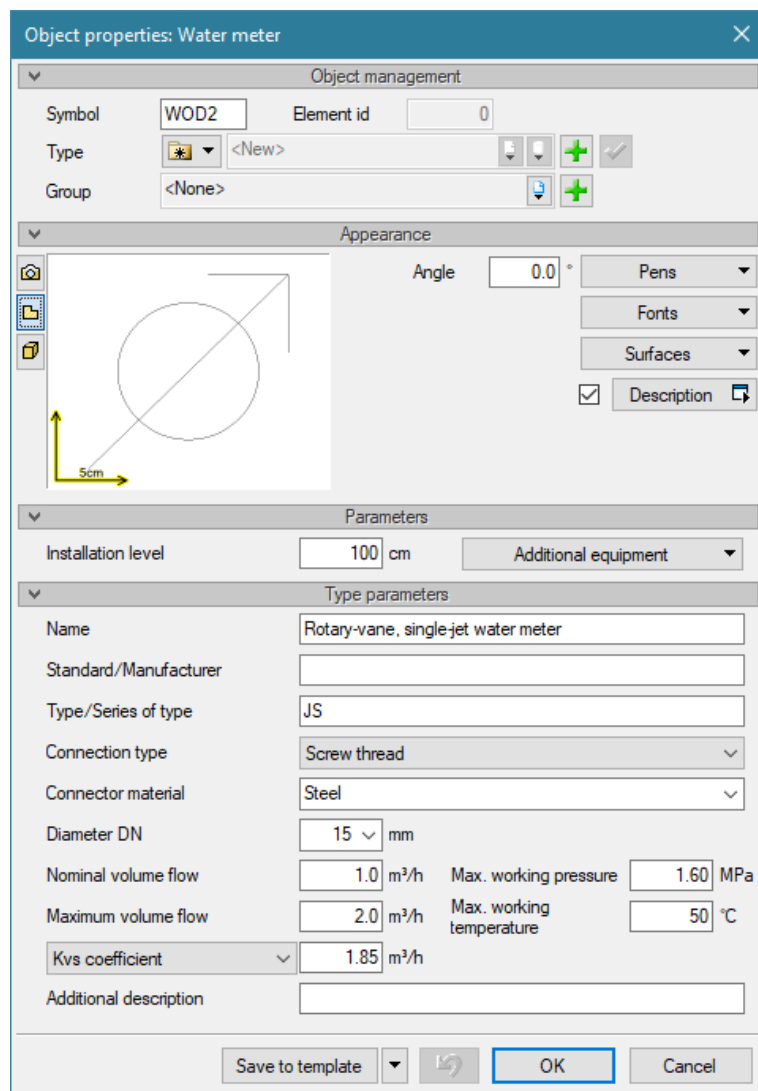 Object properties: Water meter
Object management
Symbol WOD2 Element id 0
Type <New>
Group <None>
Appearance
Angle 0.0 ° Pens
Fonts
Surfaces
Description
5cm
Parameters
Installation level 100 cm Additional equipment
Type parameters
Name Rotary-vane, single-jet water meter
Standard/Manufacturer
Type/Series of type JS
Connection type Screw thread
Connector material Steel
Diameter DN 15 mm
Nominal volume flow 1.0 m³/h Max. working pressure 1.60 MPa
Maximum volume flow 2.0 m³/h Max. working temperature 50 °C
Kvs coefficient 1.85 m³/h
Additional description
Save to template OK Cancel